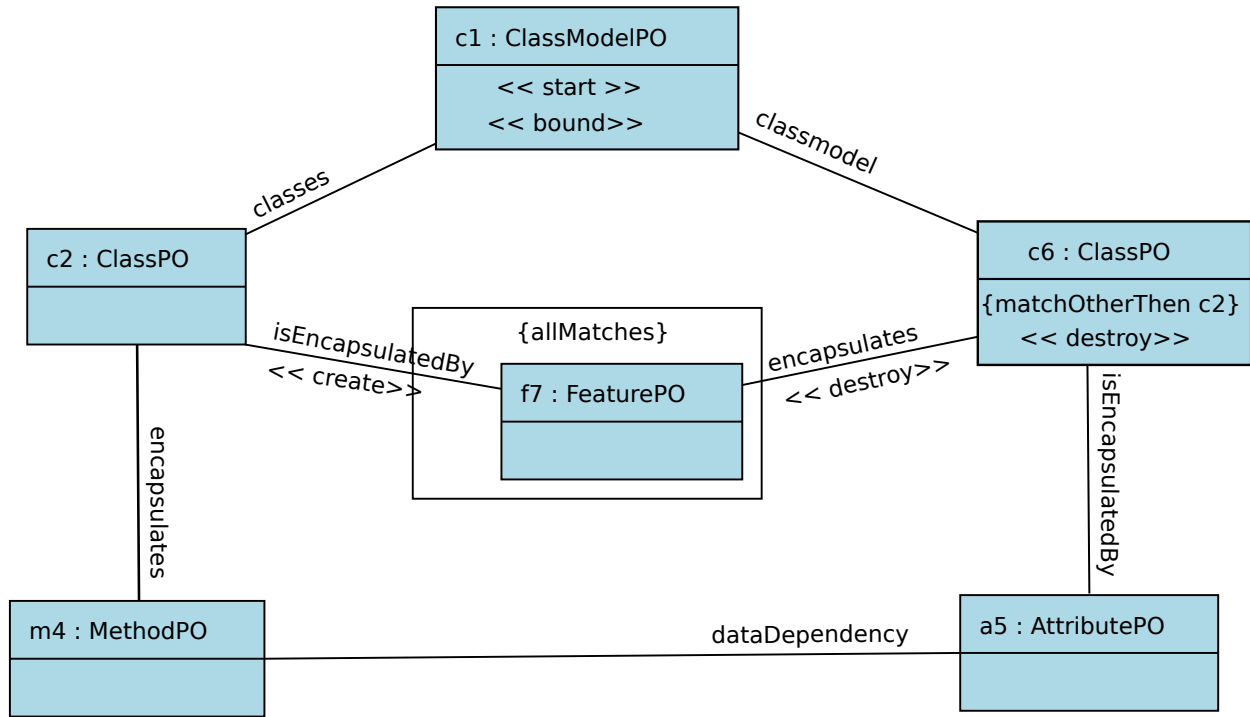 c1 : ClassModelPO
<< start >>
<< bound>>
classes
classmodel
c2 : ClassPO
c6 : ClassPO
{matchOtherThen c2}
<< destroy>>
isEncapsulatedBy
<< create>>
{allMatches}
f7 : FeaturePO
encapsulates
<< destroy>>
encapsulates
isEncapsulatedBy
m4 : MethodPO
dataDependency
a5 : AttributePO